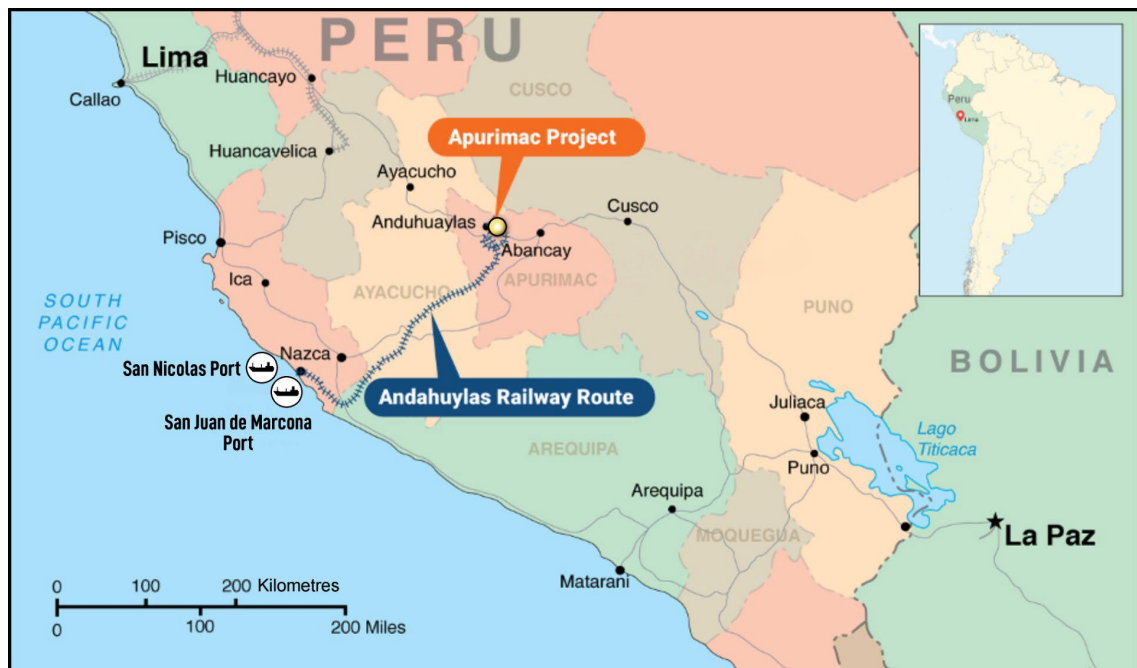 PERU
Lima
Huancayo
Callao
CUSCO
Huancavelica
Apurimac Project
Ayacucho
Anduhuaylas
Cusco
Pisco
Abancay
Ica
APURIMAC
AYACUCHO
PUNO
SOUTH
PACIFIC
OCEAN
Nazca
BOLIVIA
San Nicolas Port
Andahuylas Railway Route
San Juan de Marcona
Port
Juliaca
Lago
Titicaca
AREQUIPA
Puno
Arequipa
MOQUEGUA
La Paz
Matarani
0 100 200 Kilometres
0 100 200 Miles
Peru
Lima